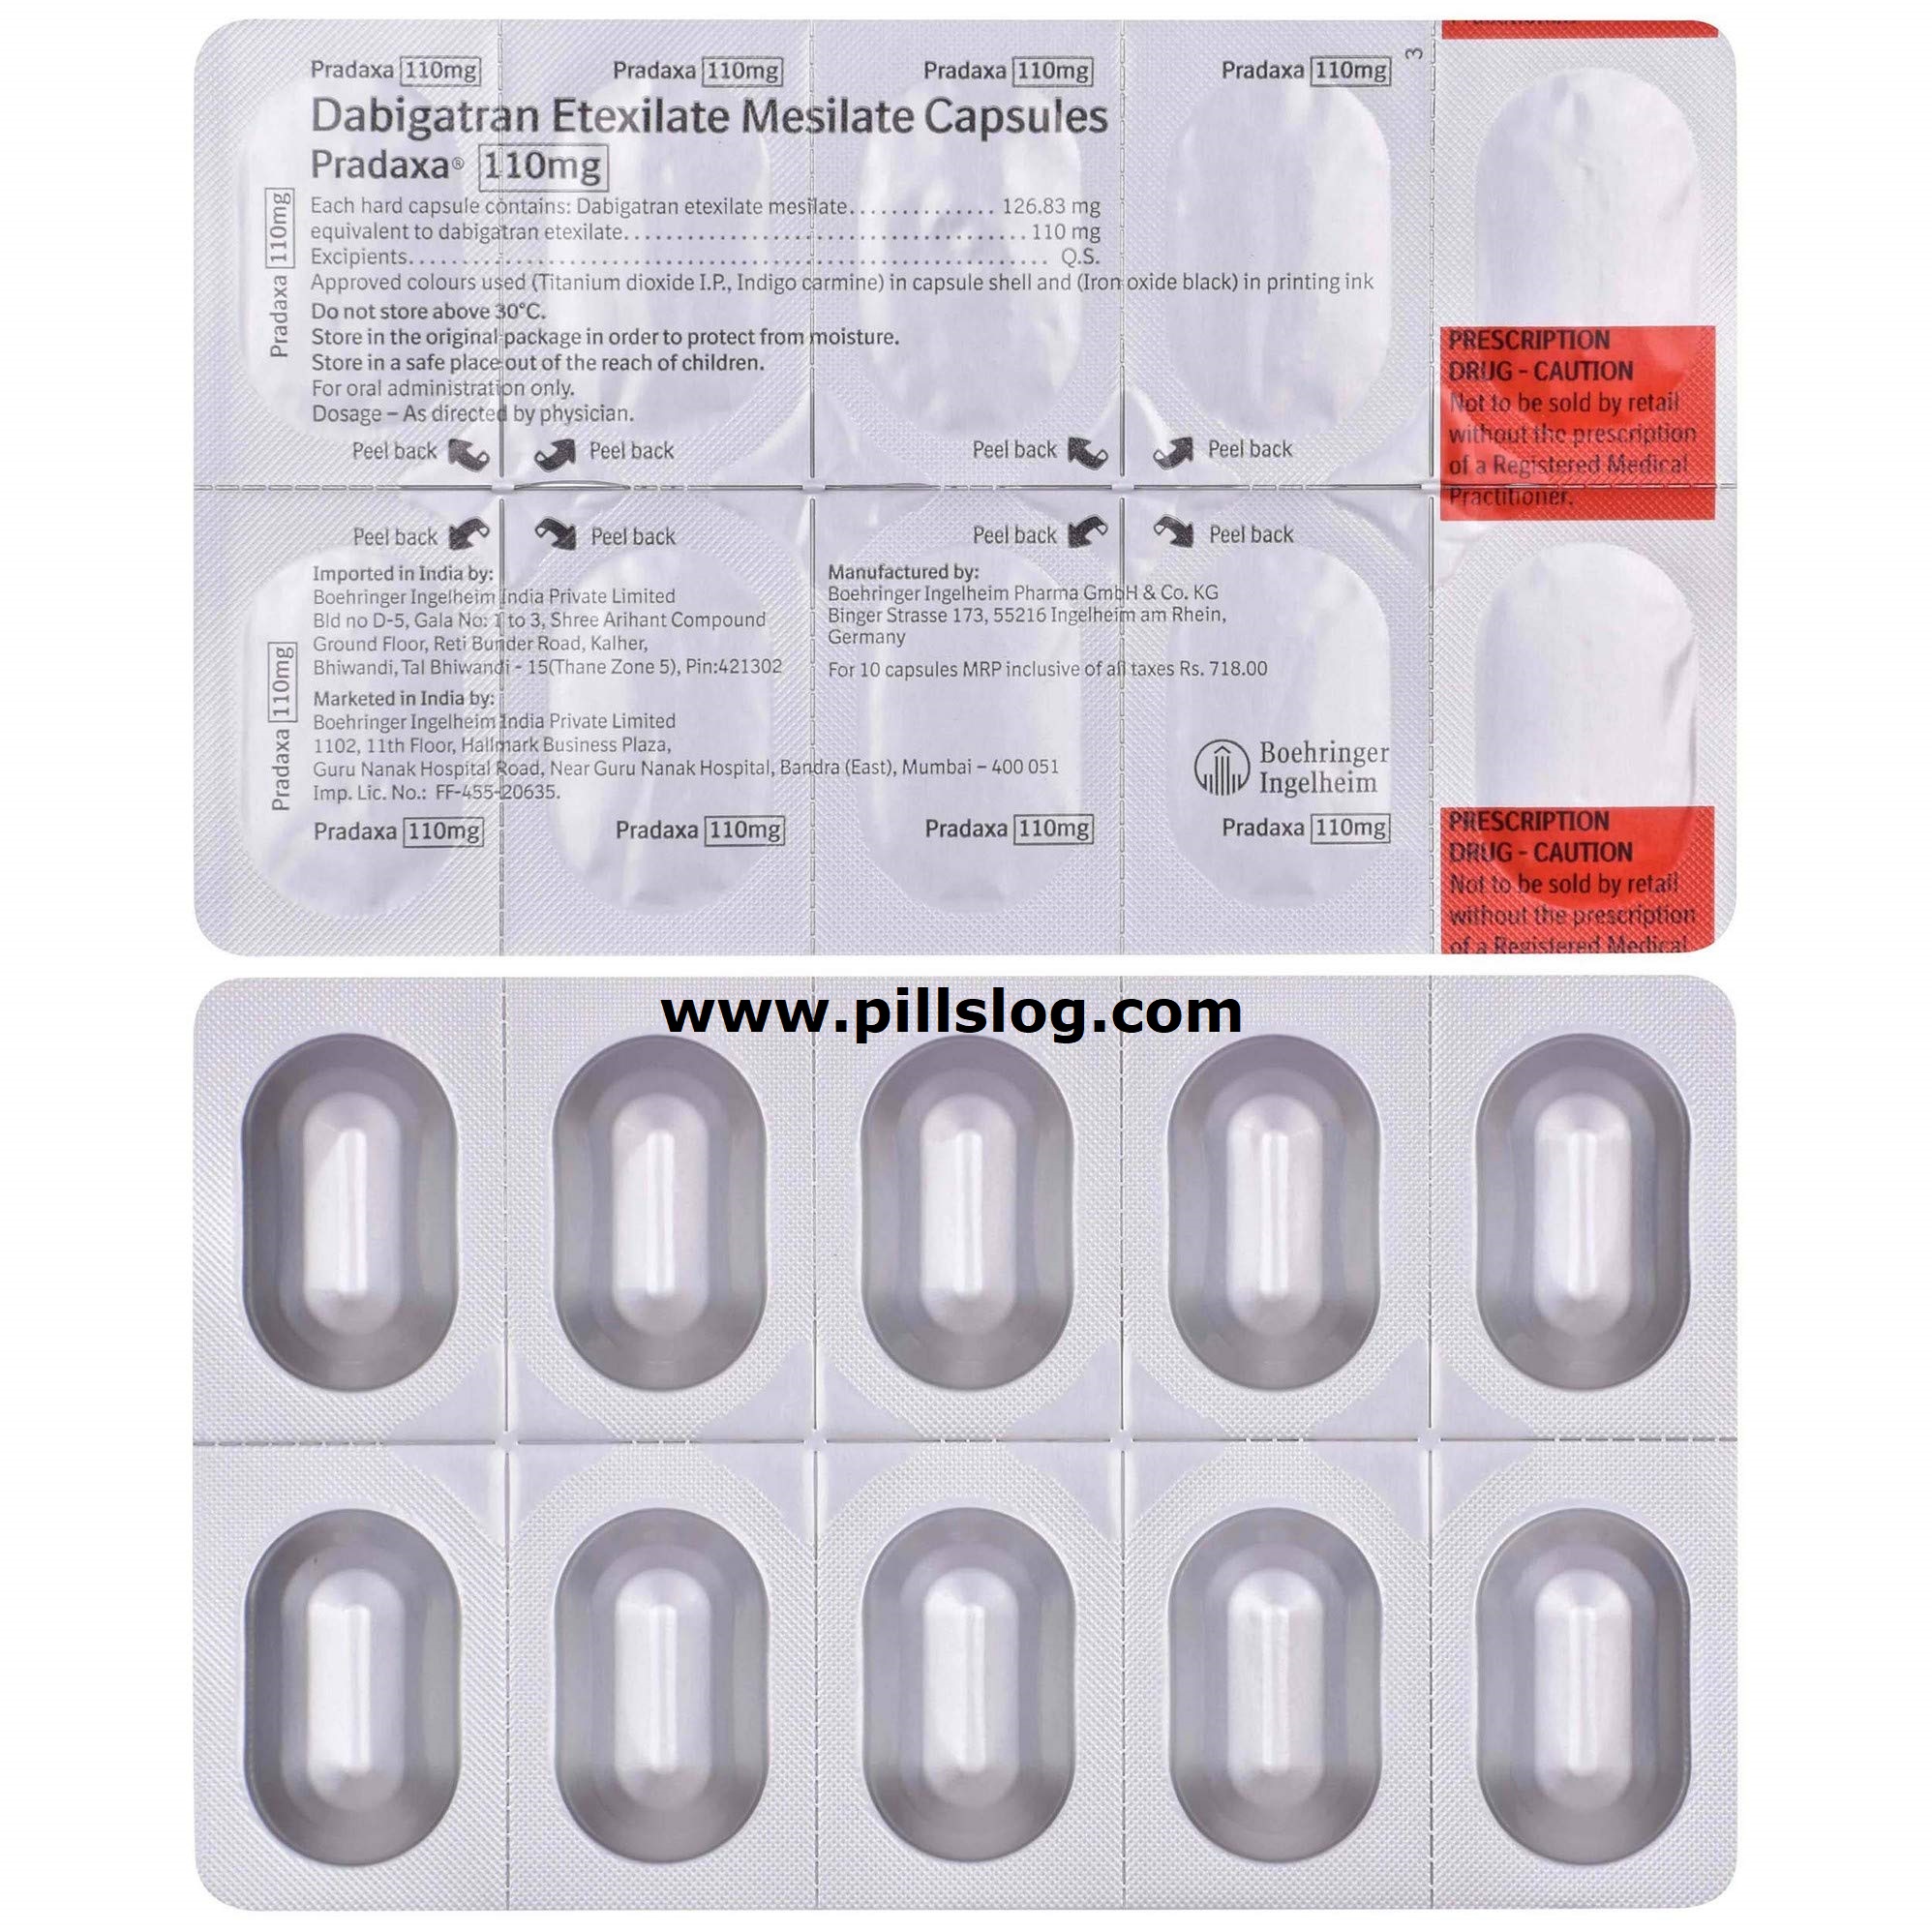 Pradaxa 110mg Pradaxa 110mg Pradaxa 110mg Pradaxa 110mg 3
Dabigatran Etexilate Mesilate Capsules
Pradaxa® 110mg
Pradaxa 110mg
Each hard capsule contains: Dabigatran etexilate mesilate.............. 126.83 mg
equivalent to dabigatran etexilate...................................... 110 mg
Excipients............................................................. Q.S.
Approved colours used (Titanium dioxide I.P., Indigo carmine) in capsule shell and (Iron oxide black) in printing ink
Do not store above 30°C.
Store in the original package in order to protect from moisture.
Store in a safe place out of the reach of children.
For oral administration only.
Dosage – As directed by physician.
Peel back Peel back Peel back Peel back
PRESCRIPTION
DRUG - CAUTION
Not to be sold by retail
without the prescription
of a Registered Medical
Practitioner.
Peel back Peel back Peel back Peel back
Imported in India by:
Boehringer Ingelheim India Private Limited
Bld no D-5, Gala No: 1 to 3, Shree Arihant Compound
Ground Floor, Reti Bunder Road, Kalher,
Bhiwandi, Tal Bhiwandi - 15(Thane Zone 5), Pin:421302
Manufactured by:
Boehringer Ingelheim Pharma GmbH & Co. KG
Binger Strasse 173, 55216 Ingelheim am Rhein,
Germany
For 10 capsules MRP inclusive of all taxes Rs. 718.00
Pradaxa 110mg
Marketed in India by:
Boehringer Ingelheim India Private Limited
1102, 11th Floor, Hallmark Business Plaza,
Guru Nanak Hospital Road, Near Guru Nanak Hospital, Bandra (East), Mumbai – 400 051
Imp. Lic. No.: FF-455-20635.
Boehringer
Ingelheim
Pradaxa 110mg Pradaxa 110mg Pradaxa 110mg Pradaxa 110mg
PRESCRIPTION
DRUG - CAUTION
Not to be sold by retail
without the prescription
of a Registered Medical
www.pillslog.com